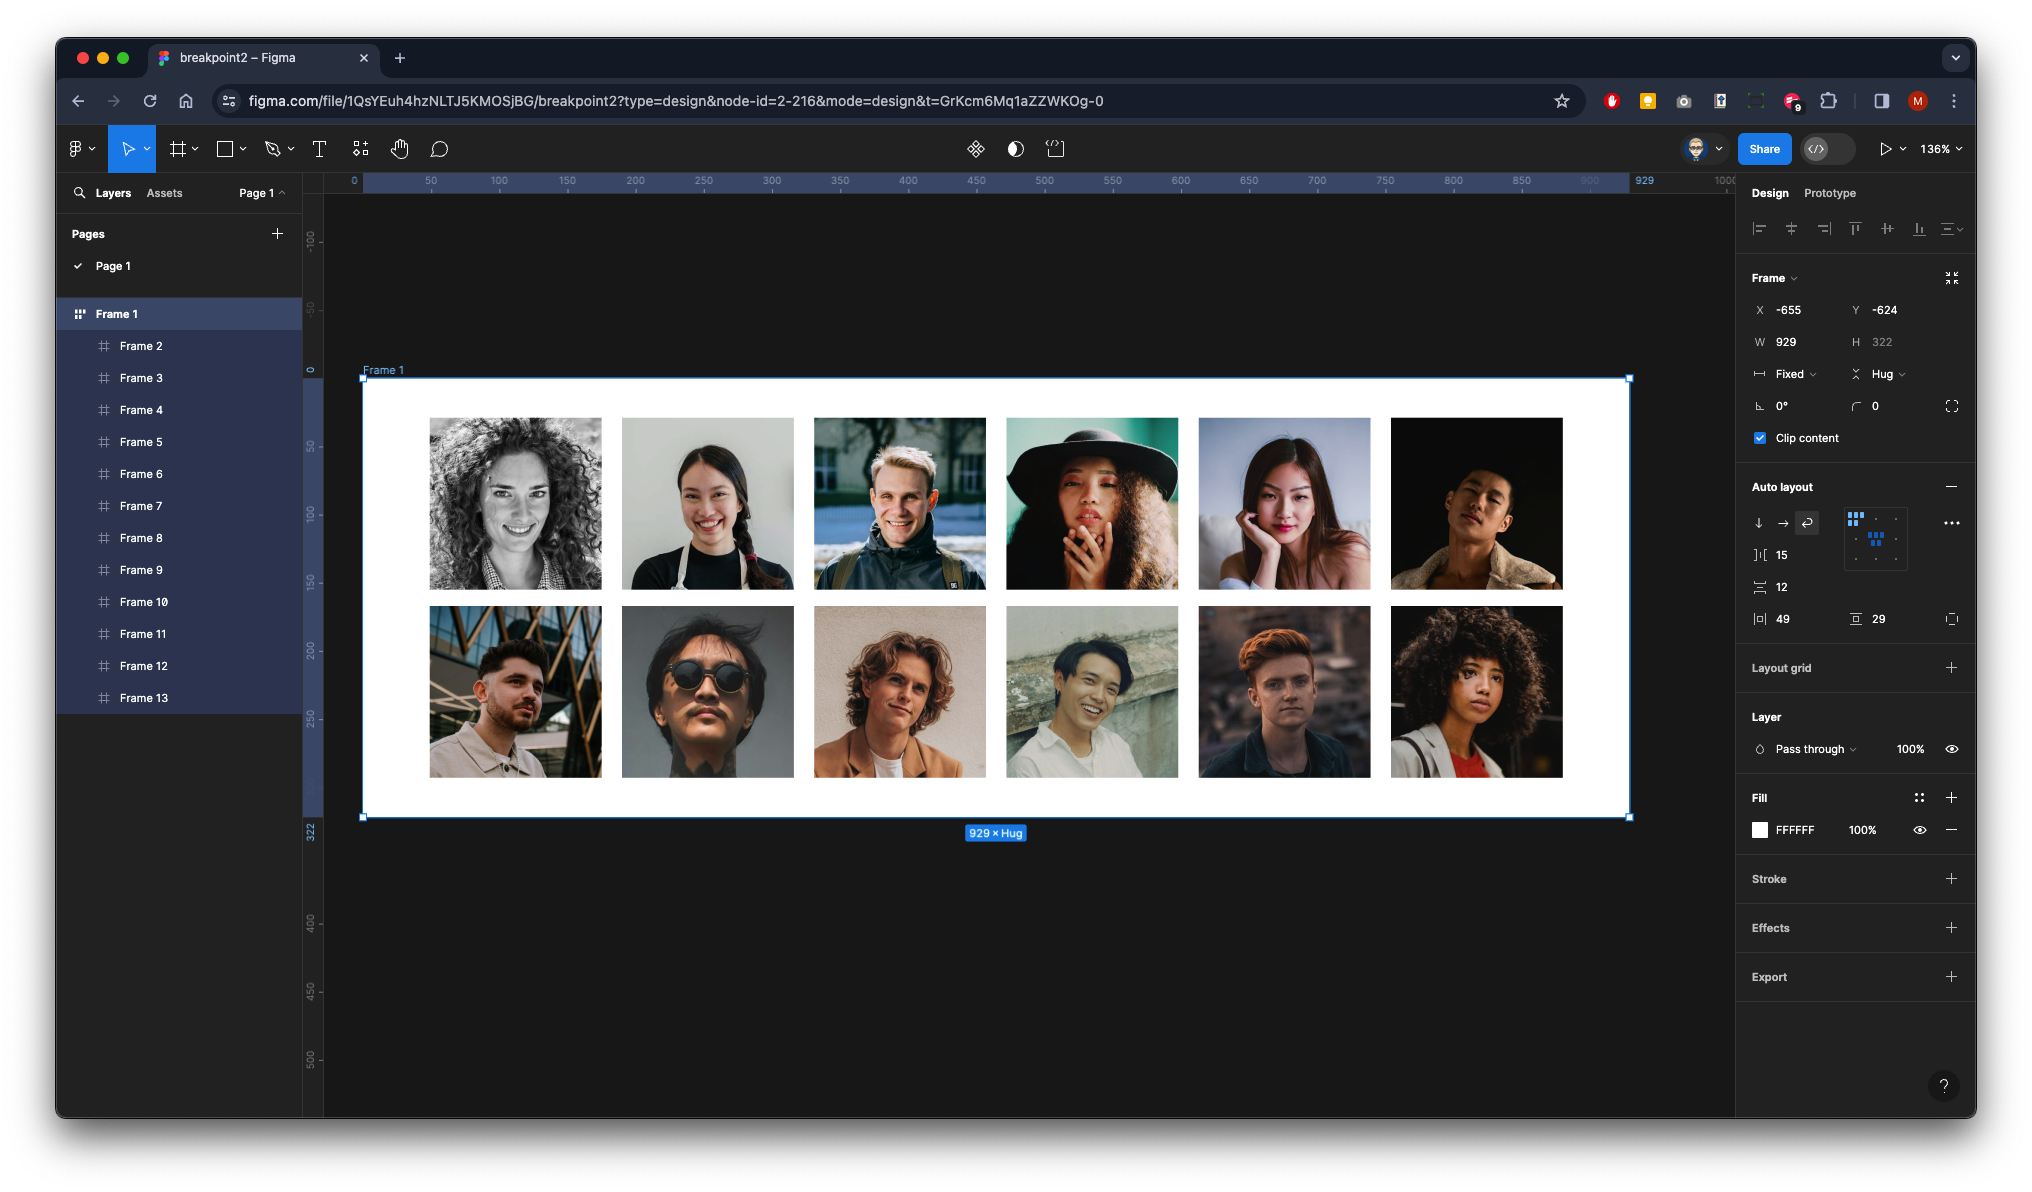 breakpoint2 – Figma
figma.com/file/1QsYEuh4hzNLTJ5KMOSjBG/breakpoint2?type=design&node-id=2-216&mode=design&t=GrKcm6Mq1aZZWKOg-0
9
M
Share
136%
Layers Assets Page 1
0 50 100 150 200 250 300 350 400 450 500 550 600 650 700 750 800 850 900 929 1000
Design Prototype
Pages
Page 1
Frame 1
Frame 2
Frame 3
Frame 4
Frame 5
Frame 6
Frame 7
Frame 8
Frame 9
Frame 10
Frame 11
Frame 12
Frame 13
-100
-50
0
50
100
150
200
250
322
400
450
500
Frame 1
929 × Hug
Frame
X -655 Y -624
W 929 H 322
Fixed Hug
0° 0
Clip content
Auto layout
15
12
49 29
Layout grid
Layer
Pass through 100%
Fill
FFFFFF 100%
Stroke
Effects
Export
?